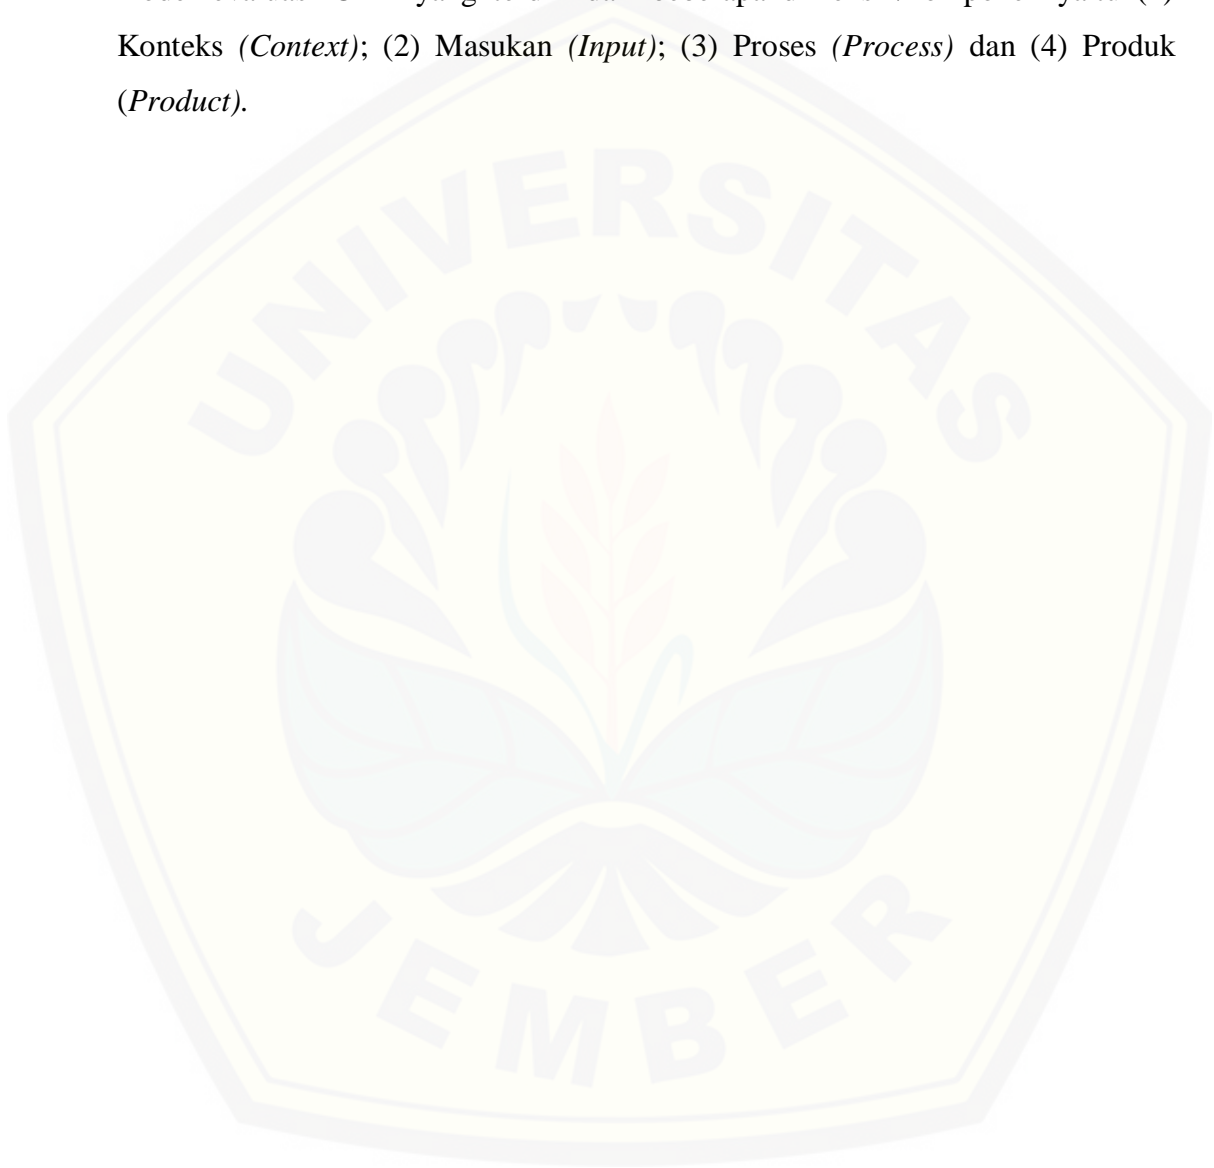 Konteks (Context); (2) Masukan (Input); (3) Proses (Process) dan (4) Produk
(Product).
UNIVERSITAS
JEMBER